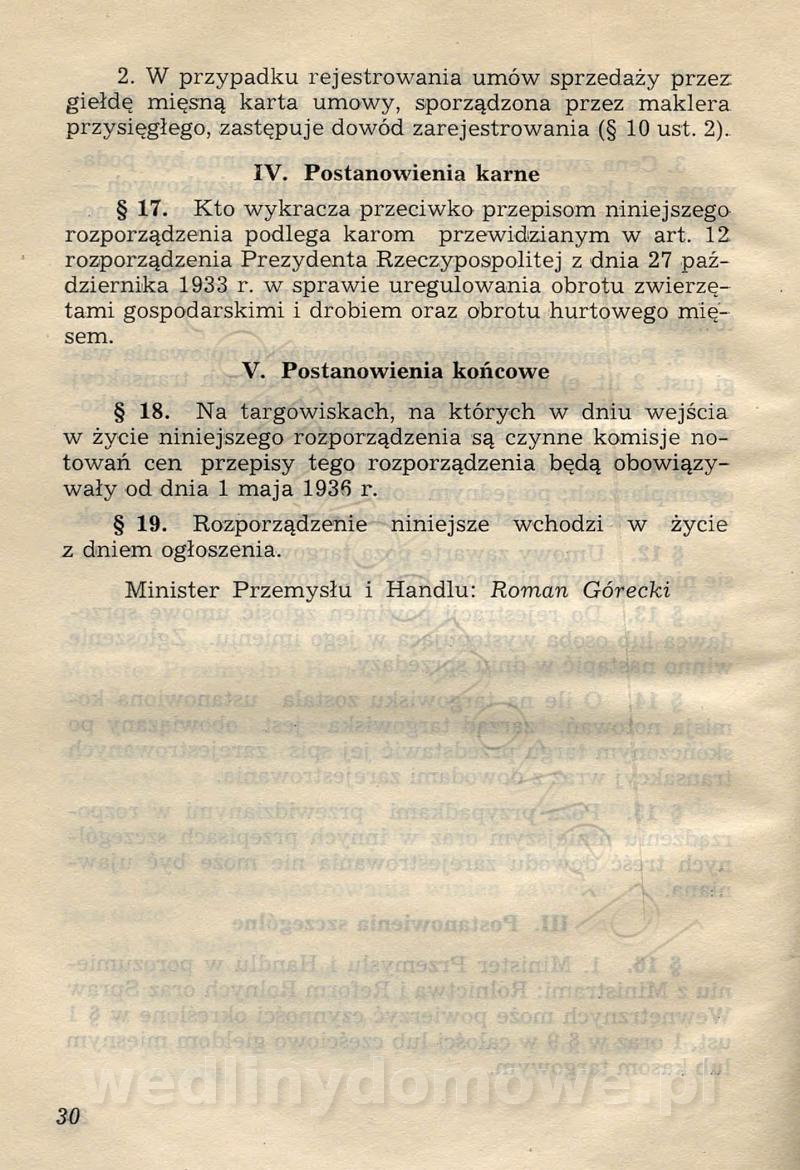 2. W przypadku rejestrowania umów sprzedaży przez
giełdę mięsną karta umowy, sporządzona przez maklera
przysięgłego, zastępuje dowód zarejestrowania (§ 10 ust. 2).
IV. Postanowienia karne
§ 17. Kto wykracza przeciwko przepisom niniejszego
rozporządzenia podlega karom przewidzianym w art. 12
rozporządzenia Prezydenta Rzeczypospolitej z dnia 27 paź-
dziernika 1933 r. w sprawie uregulowania obrotu zwierzę-
tami gospodarskimi i drobiem oraz obrotu hurtowego mię-
sem.
V. Postanowienia końcowe
§ 18. Na targowiskach, na których w dniu wejścia
w życie niniejszego rozporządzenia są czynne komisje no-
towań cen przepisy tego rozporządzenia będą obowiązy-
wały od dnia 1 maja 1936 r.
§ 19. Rozporządzenie niniejsze wchodzi w życie
z dniem ogłoszenia.
Minister Przemysłu i Handlu: Roman Górecki
wedlinydomowe.pl
30